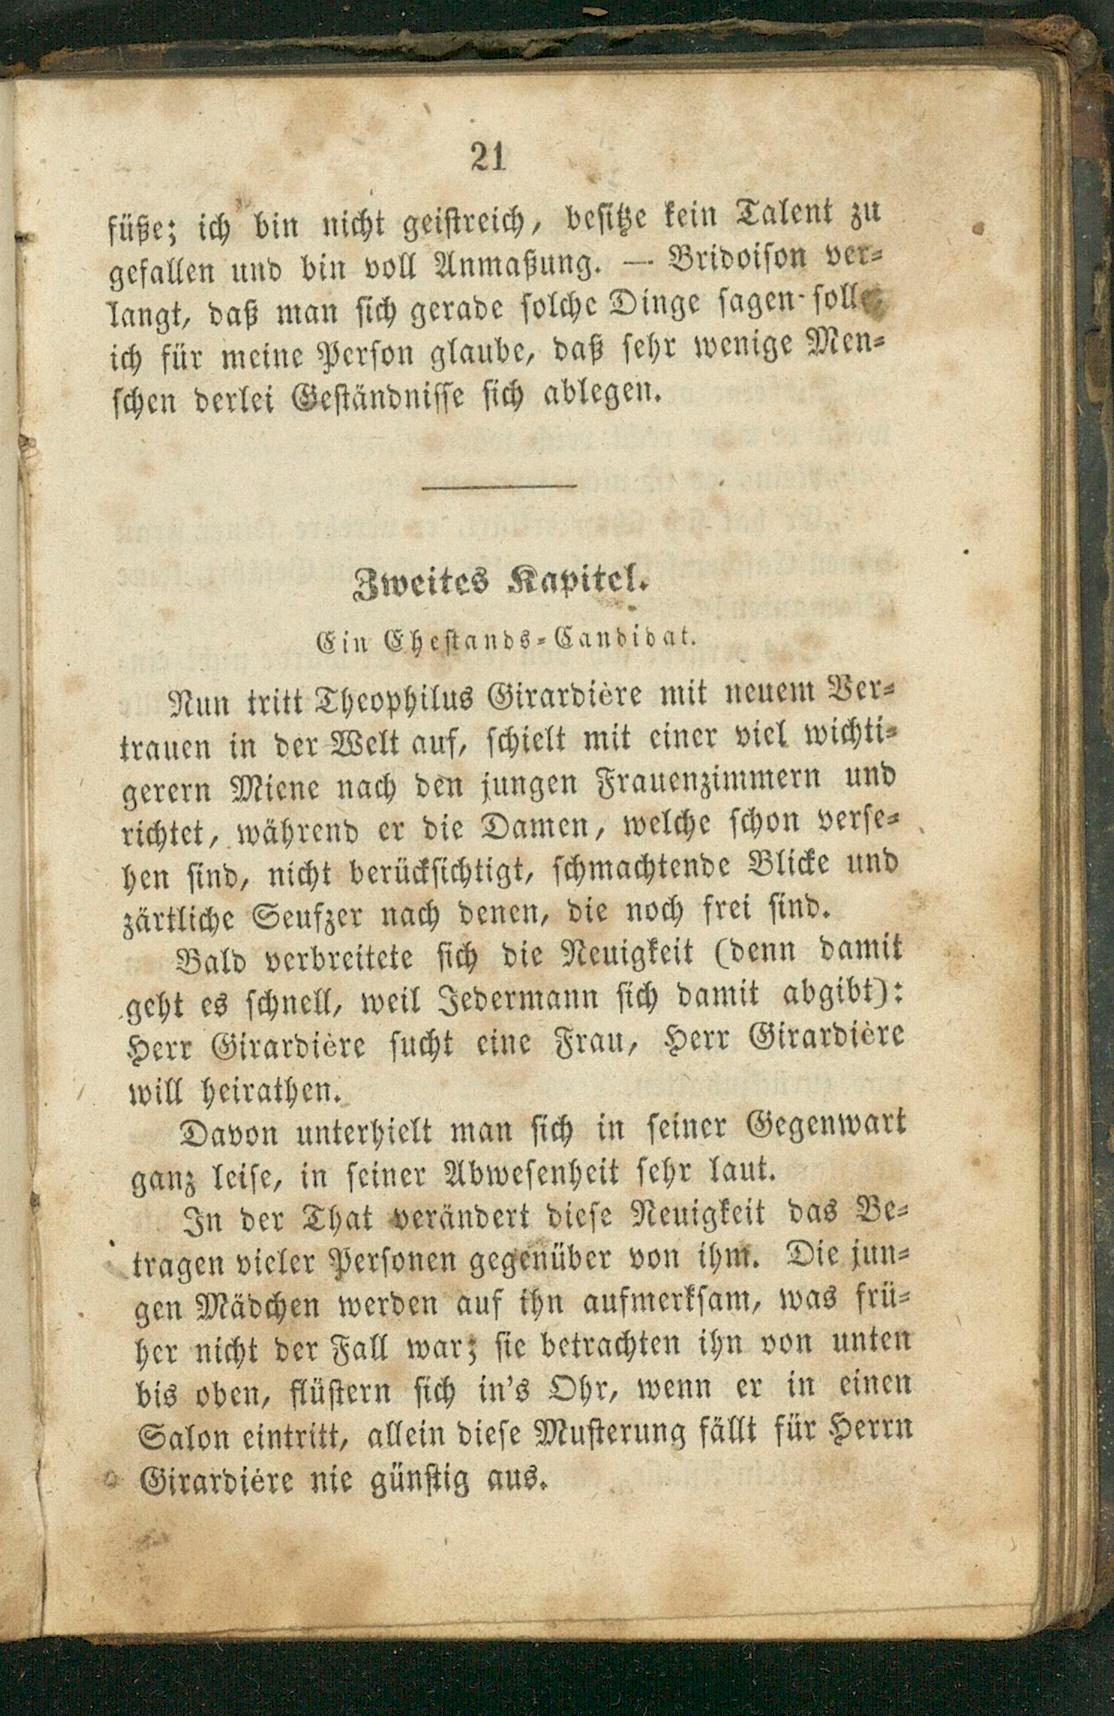 21
füße; ich bin nicht geistreich, besitze kein Talent zu
gefallen und bin voll Anmaßung. — Bridoison ver-
langt, daß man sich gerade solche Dinge sagen solle;
ich für meine Person glaube, daß sehr wenige Men-
schen derlei Geständnisse sich ablegen.
Zweites Kapitel.
Ein Ehestands-Candidat.
Nun tritt Theophilus Girardière mit neuem Ver-
trauen in der Welt auf, schielt mit einer viel wichti-
gerern Miene nach den jungen Frauenzimmern und
richtet, während er die Damen, welche schon verse-
hen sind, nicht berücksichtigt, schmachtende Blicke und
zärtliche Seufzer nach denen, die noch frei sind.
Bald verbreitete sich die Neuigkeit (denn damit
geht es schnell, weil Jedermann sich damit abgibt):
Herr Girardière sucht eine Frau, Herr Girardière
will heirathen.
Davon unterhielt man sich in seiner Gegenwart
ganz leise, in seiner Abwesenheit sehr laut.
In der That verändert diese Neuigkeit das Be-
tragen vieler Personen gegenüber von ihm. Die jun-
gen Mädchen werden auf ihn aufmerksam, was frü-
her nicht der Fall war; sie betrachten ihn von unten
bis oben, flüstern sich in's Ohr, wenn er in einen
Salon eintritt, allein diese Musterung fällt für Herrn
Girardière nie günstig aus.